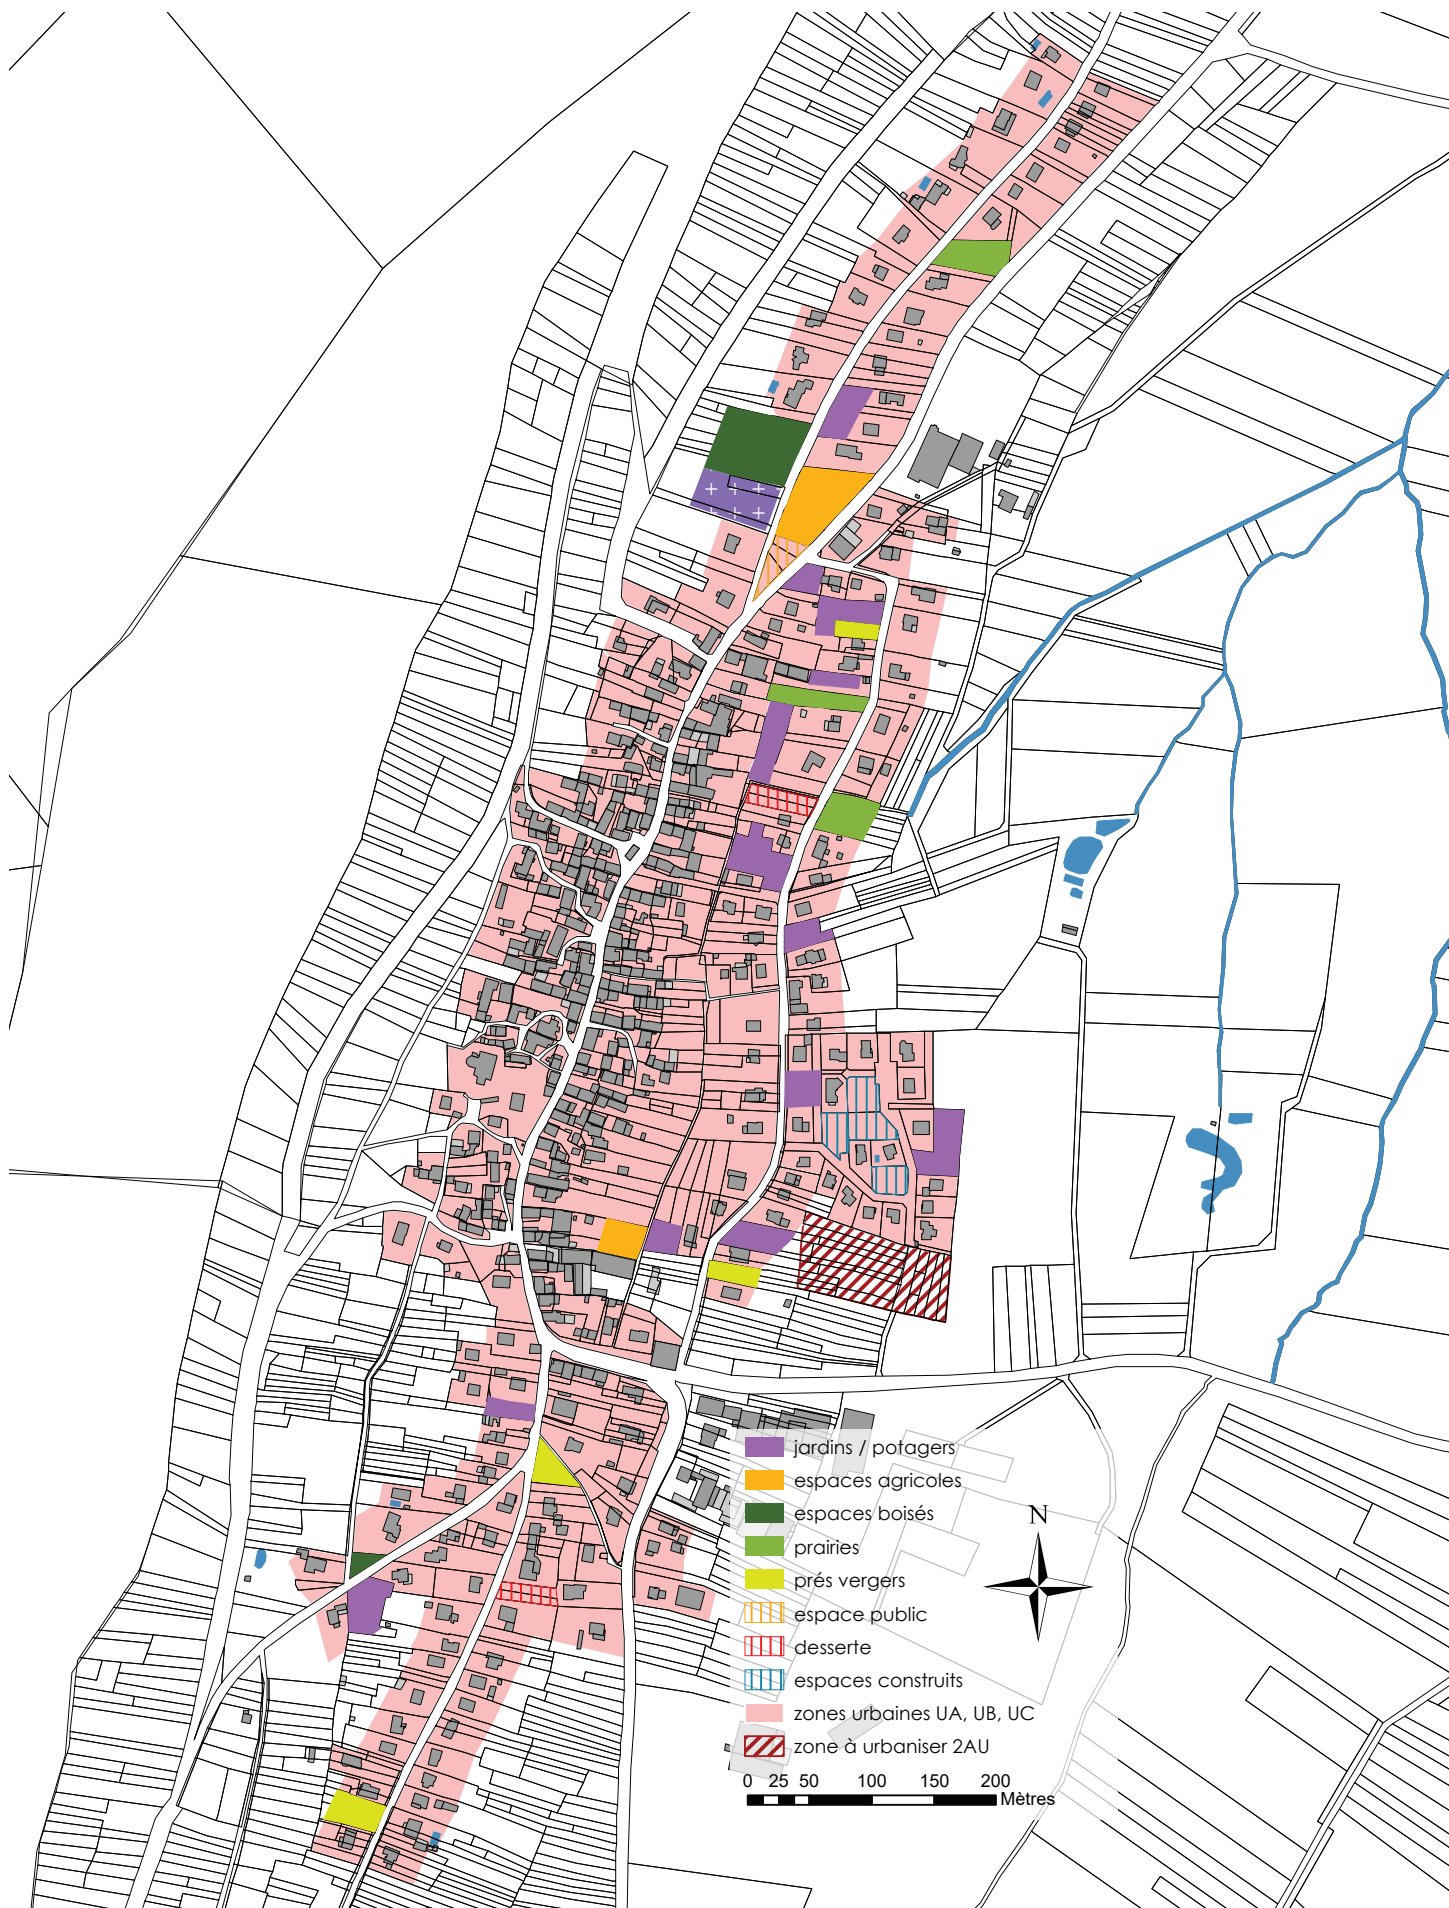 jardins / potagers
espaces agricoles
espaces boisés
prairies
prés vergers
espace public
desserte
espaces construits
zones urbaines UA, UB, UC
zone à urbaniser 2AU
N
0 25 50 100 150 200
Mètres